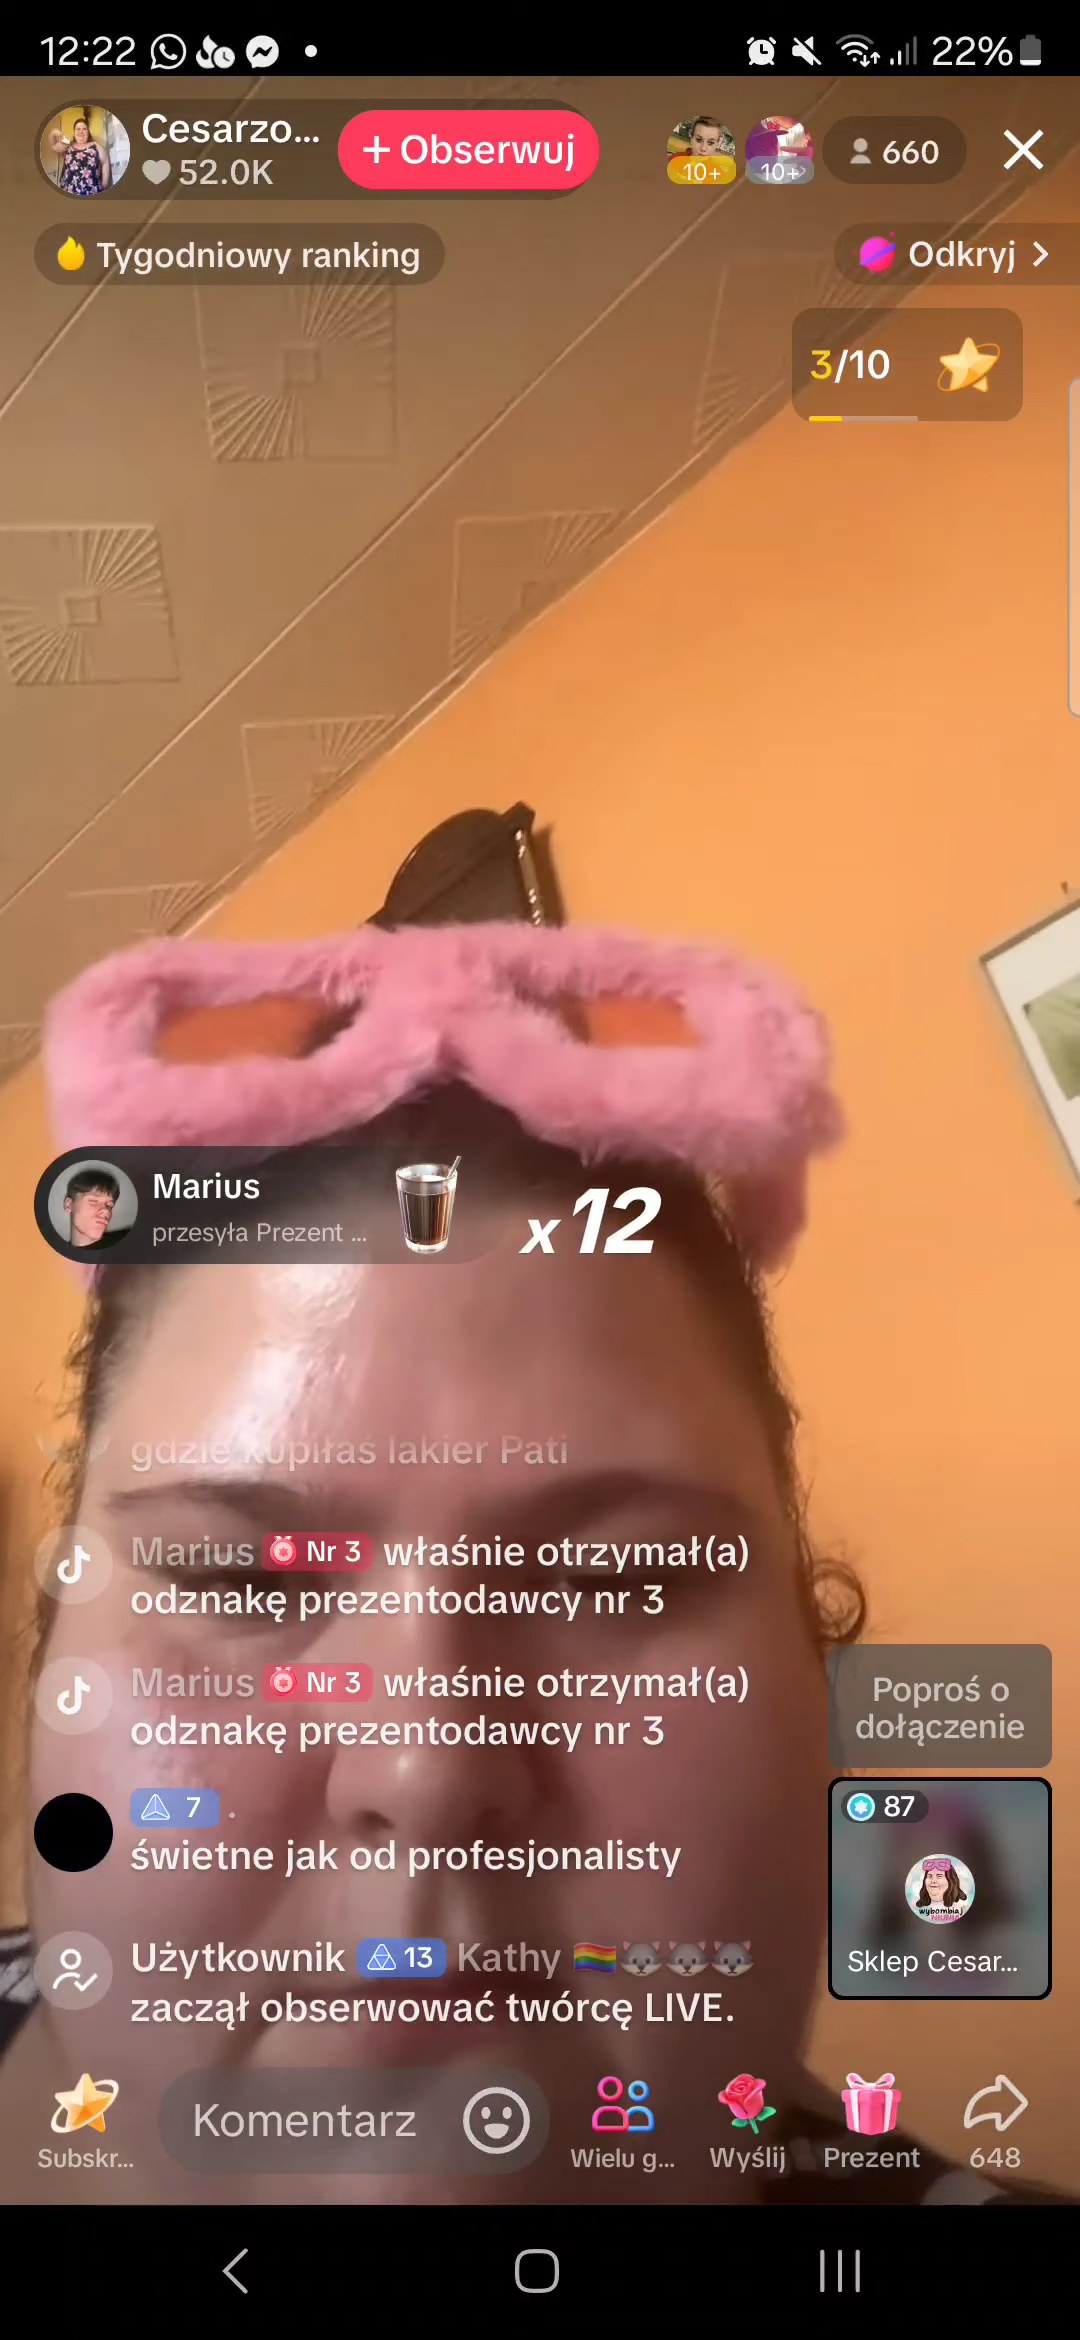 12:22
22%
Cesarzo...
52.0K
+ Obserwuj
10+
10+
660
Tygodniowy ranking
Odkryj
3/10
Marius
przesyła Prezent ...
x12
gdzie kupiłaś lakier Pati
Marius Nr 3 właśnie otrzymał(a)
odznakę prezentodawcy nr 3
Marius Nr 3 właśnie otrzymał(a)
odznakę prezentodawcy nr 3
7 .
świetne jak od profesjonalisty
Użytkownik 13 Kathy 🏳️‍🌈🐺🐺🐺
zaczął obserwować twórcę LIVE.
Poproś o
dołączenie
87
wybombiaj
NIUNIA
Sklep Cesar...
Subskr...
Komentarz
Wielu g...
Wyślij
Prezent
648